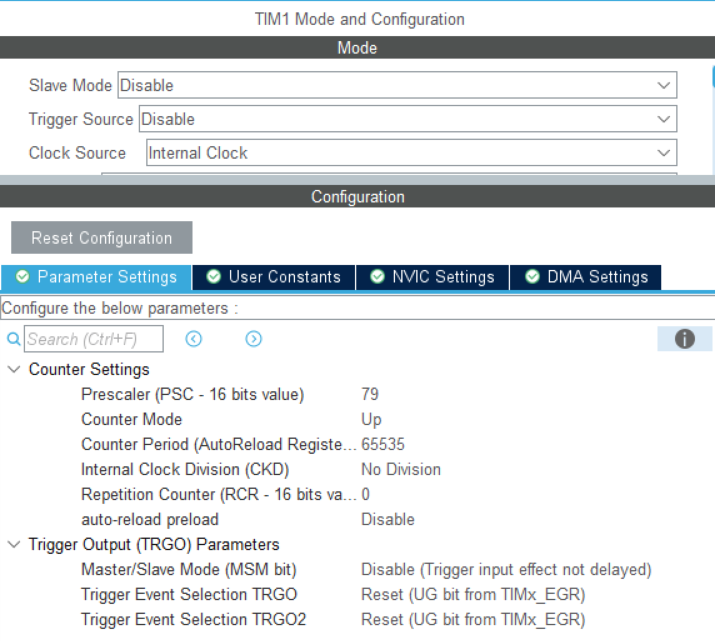 TIM1 Mode and Configuration
Mode
Slave Mode Disable
Trigger Source Disable
Clock Source Internal Clock
Configuration
Reset Configuration
Parameter Settings User Constants NVIC Settings DMA Settings
Configure the below parameters :
Search (Ctrl+F)
Counter Settings
Prescaler (PSC - 16 bits value) 79
Counter Mode Up
Counter Period (AutoReload Registe... 65535
Internal Clock Division (CKD) No Division
Repetition Counter (RCR - 16 bits va... 0
auto-reload preload Disable
Trigger Output (TRGO) Parameters
Master/Slave Mode (MSM bit) Disable (Trigger input effect not delayed)
Trigger Event Selection TRGO Reset (UG bit from TIMx_EGR)
Trigger Event Selection TRGO2 Reset (UG bit from TIMx_EGR)